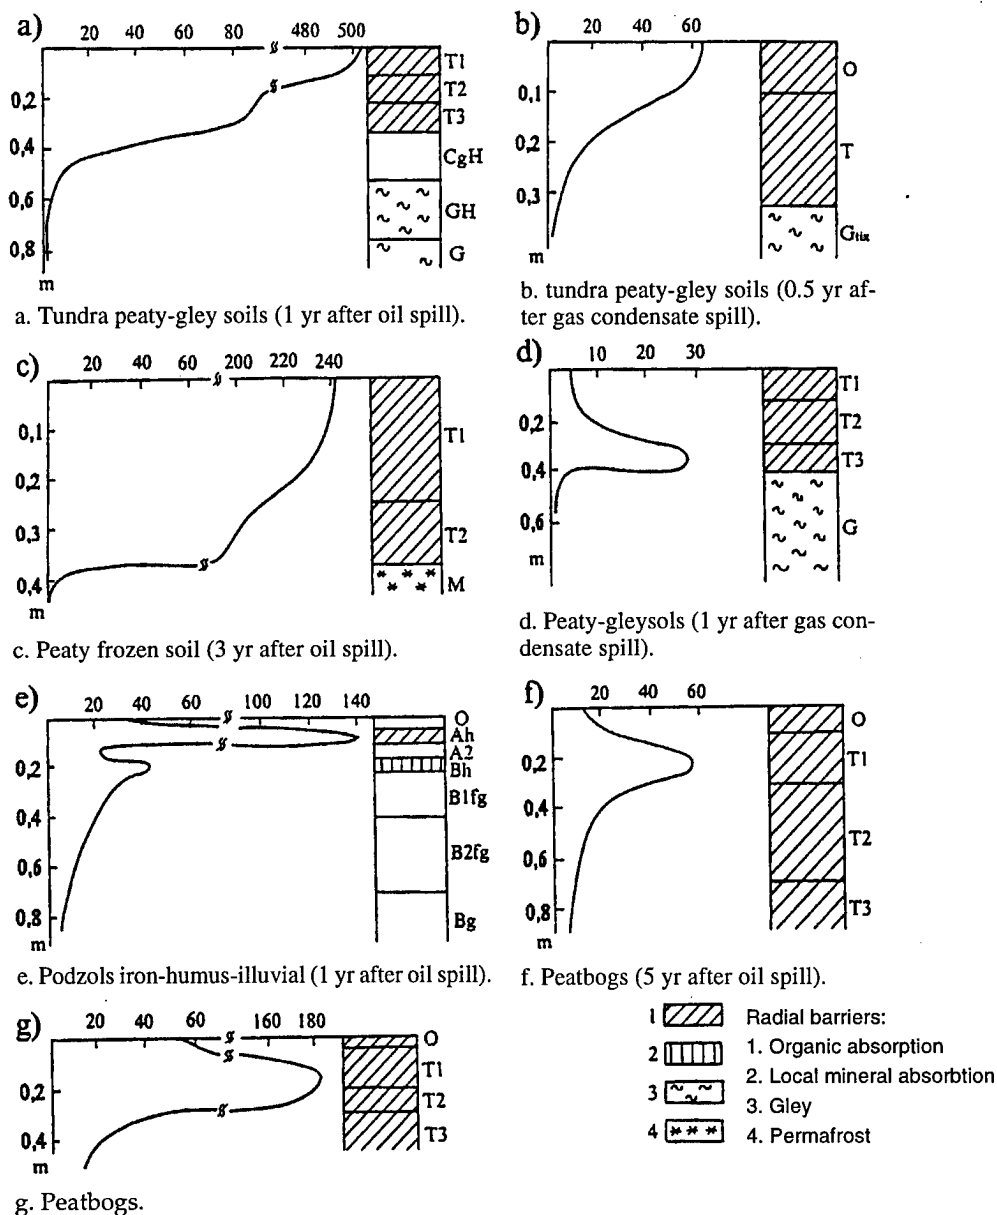 a)
20 40 60 80 480 500
0,2
0,4
0,6
0,8
m
T1
T2
T3
CgH
GH
G
a. Tundra peaty-gley soils (1 yr after oil spill).
b)
20 40 60
0,1
0,2
0,3
m
O
T
Gtix
b. tundra peaty-gley soils (0.5 yr af-
ter gas condensate spill).
c)
20 40 60 200 220 240
0,1
0,2
0,3
0,4
m
T1
T2
M
c. Peaty frozen soil (3 yr after oil spill).
d)
10 20 30
0,2
0,4
0,6
m
T1
T2
T3
G
d. Peaty-gleysols (1 yr after gas con-
densate spill).
e)
20 40 60 80 100 120 140
0,2
0,4
0,6
0,8
m
O
Ah
A2
Bh
B1fg
B2fg
Bg
e. Podzols iron-humus-illuvial (1 yr after oil spill).
f)
20 40 60
0,2
0,4
0,6
0,8
m
O
T1
T2
T3
f. Peatbogs (5 yr after oil spill).
g)
20 40 60 160 180
0,2
0,4
m
O
T1
T2
T3
g. Peatbogs.
1
2
3
4
Radial barriers:
1. Organic absorption
2. Local mineral absorbtion
3. Gley
4. Permafrost